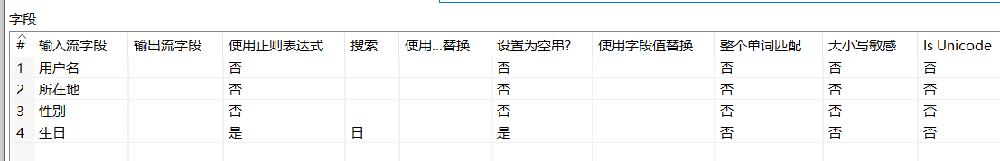 字段
# 输入流字段 输出流字段 使用正则表达式 搜索 使用...替换 设置为空串? 使用字段值替换 整个单词匹配 大小写敏感 Is Unicode
1 用户名 否 否 否 否 否
2 所在地 否 否 否 否 否
3 性别 否 否 否 否 否
4 生日 是 日 是 否 否 否